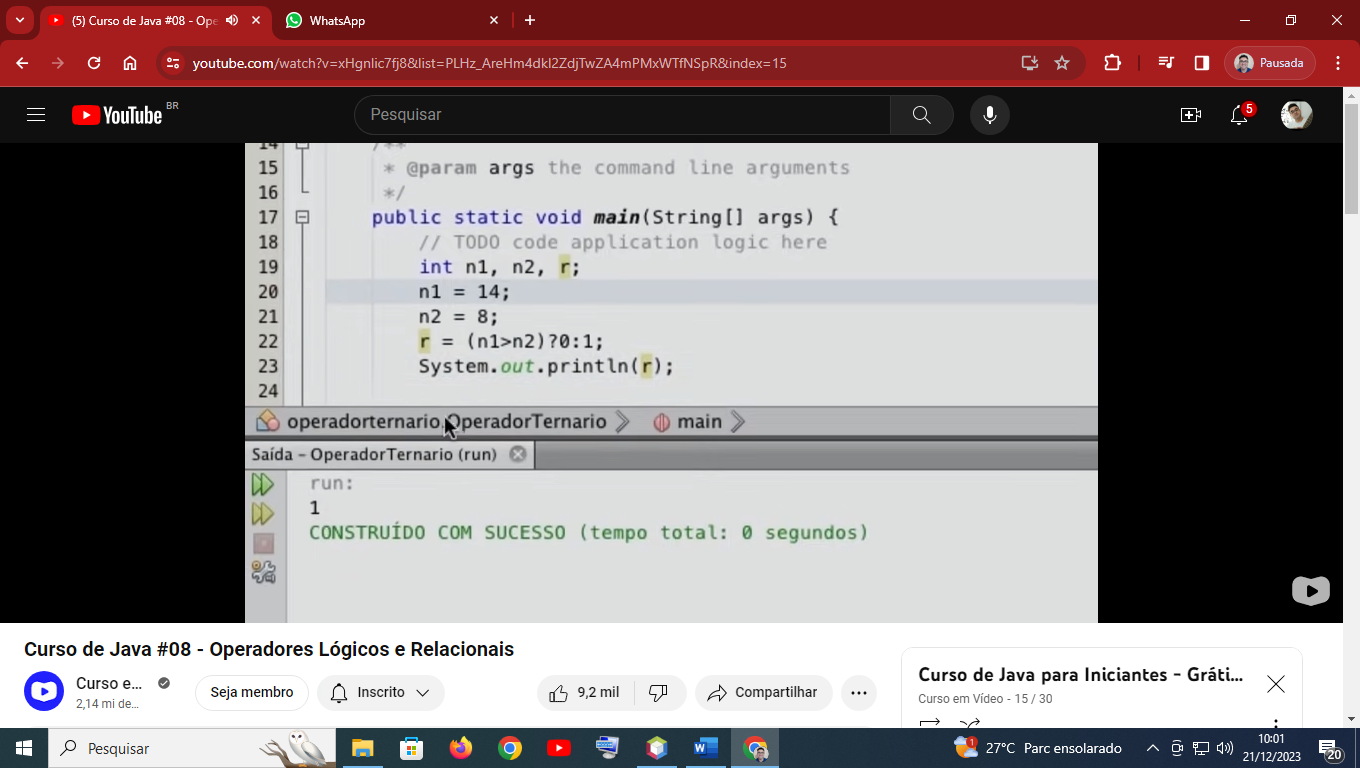 (5) Curso de Java #08 - Ope
WhatsApp
youtube.com/watch?v=xHgnlic7fj8&list=PLHz_AreHm4dkI2ZdjTwZA4mPMxWTfNSpR&index=15
Pausada
YouTube BR
Pesquisar
5
14 /**
15 * @param args the command line arguments
16 */
17 public static void main(String[] args) {
18 // TODO code application logic here
19 int n1, n2, r;
20 n1 = 14;
21 n2 = 8;
22 r = (n1>n2)?0:1;
23 System.out.println(r);
24
operadorternario.OperadorTernario main
Saída - OperadorTernario (run)
run:
1
CONSTRUÍDO COM SUCESSO (tempo total: 0 segundos)
Curso de Java #08 - Operadores Lógicos e Relacionais
Curso e...
2,14 mi de...
Seja membro
Inscrito
9,2 mil
Compartilhar
Curso de Java para Iniciantes - Gráti...
Curso em Vídeo - 15 / 30
Pesquisar
1
27°C Parc ensolarado
10:01
21/12/2023
20